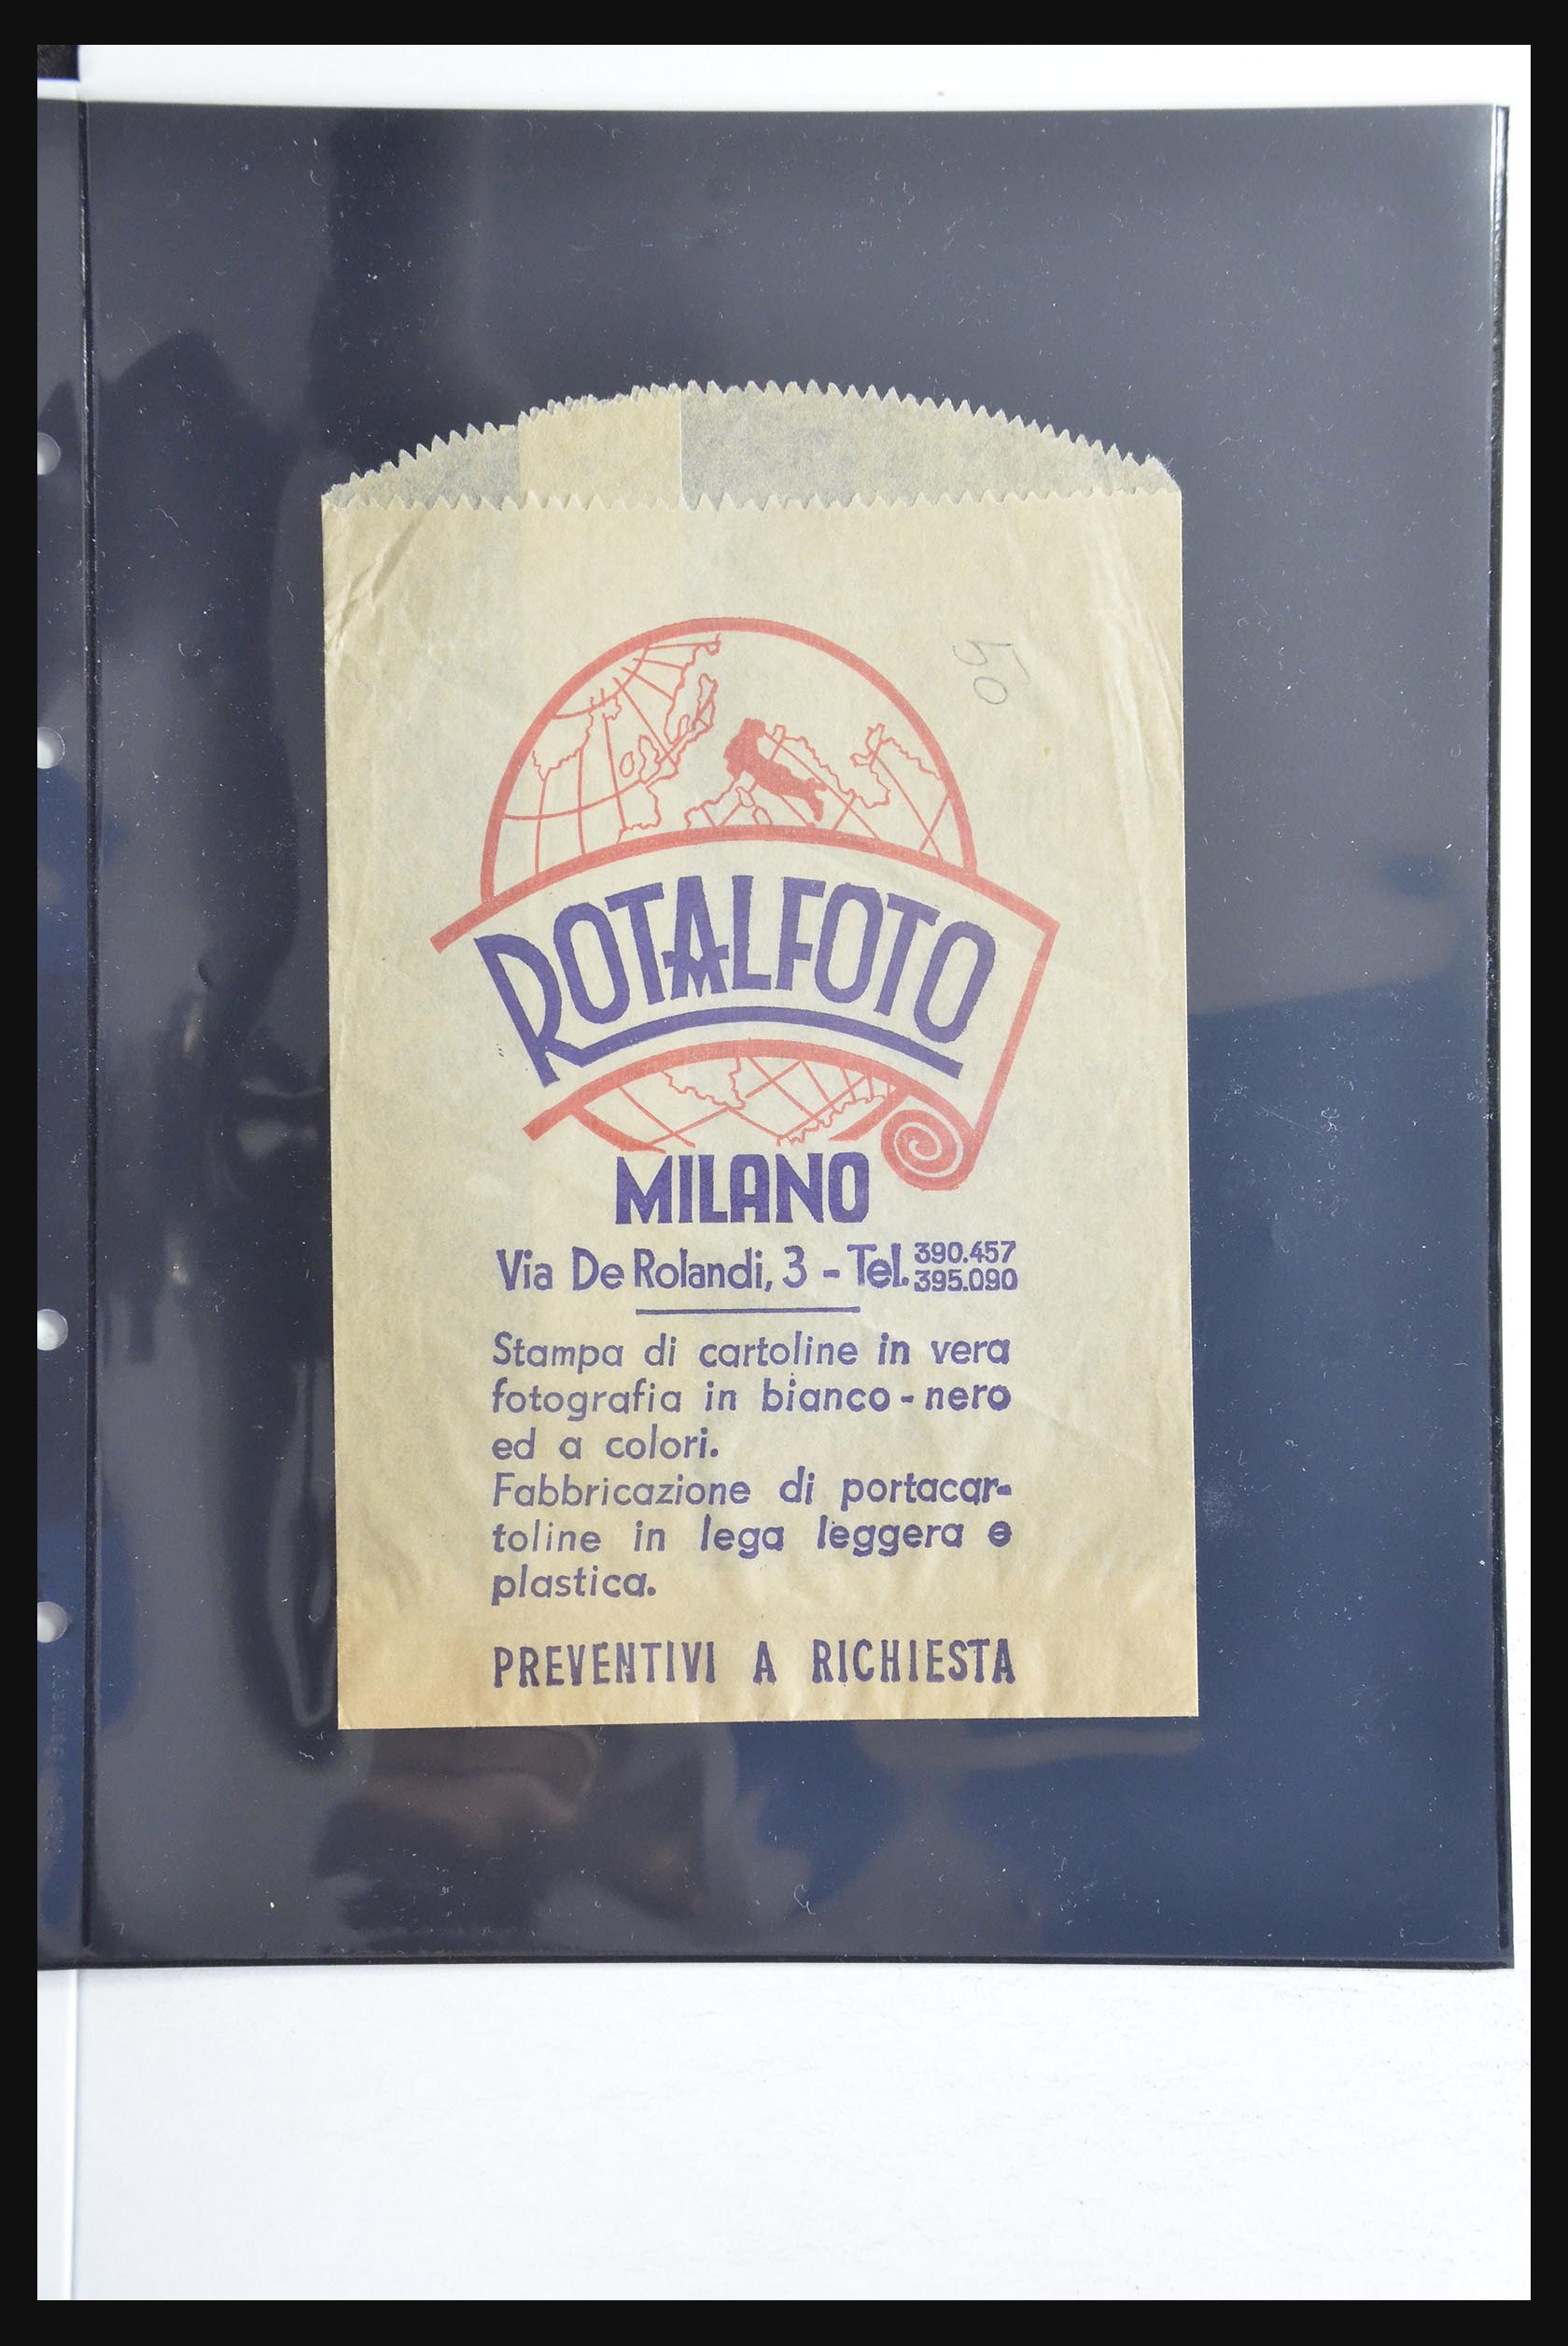 50
ROTALFOTO
MILANO
Via De Rolandi, 3 - Tel. 390.457
395.090
Stampa di cartoline in vera
fotografia in bianco-nero
ed a colori.
Fabbricazione di portacar-
toline in lega leggera e
plastica.
PREVENTIVI A RICHIESTA